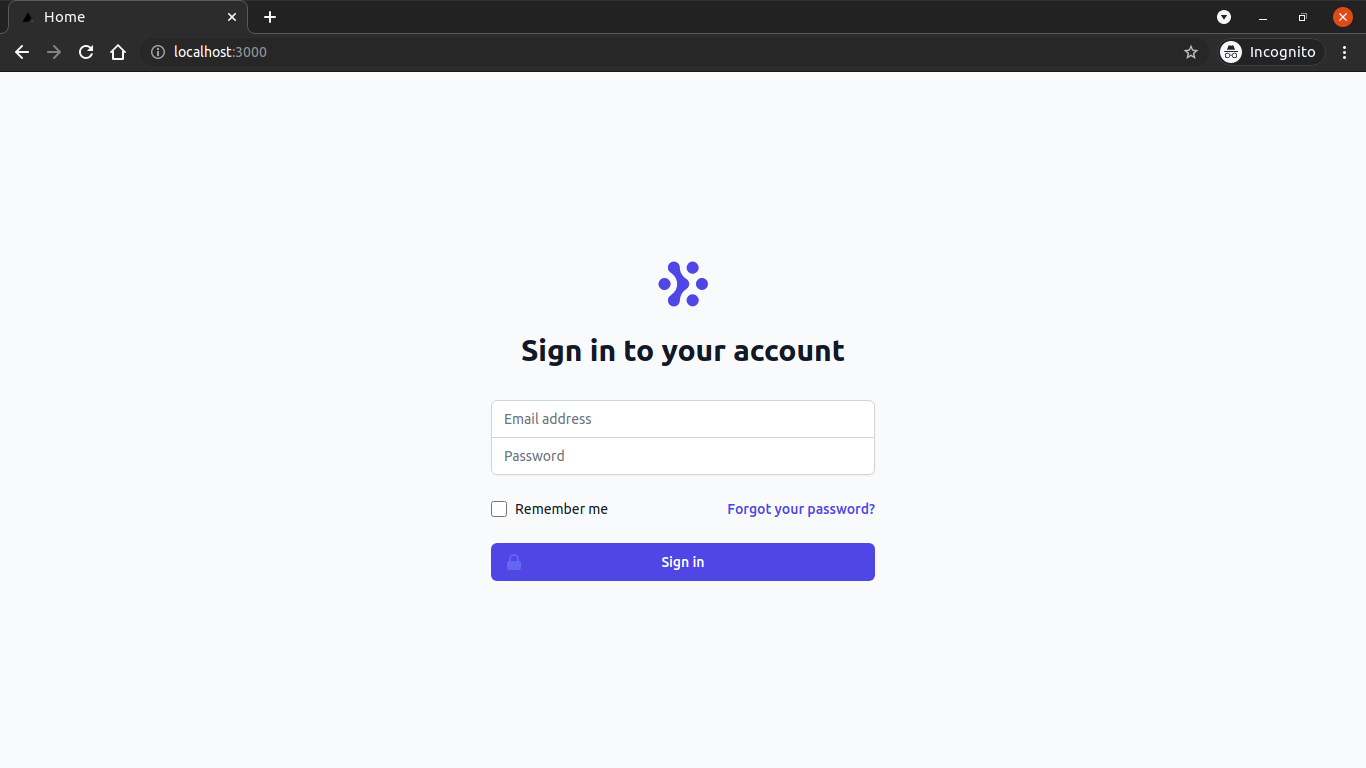 Home
localhost:3000
Incognito
Sign in to your account
Email address
Password
Remember me
Forgot your password?
Sign in